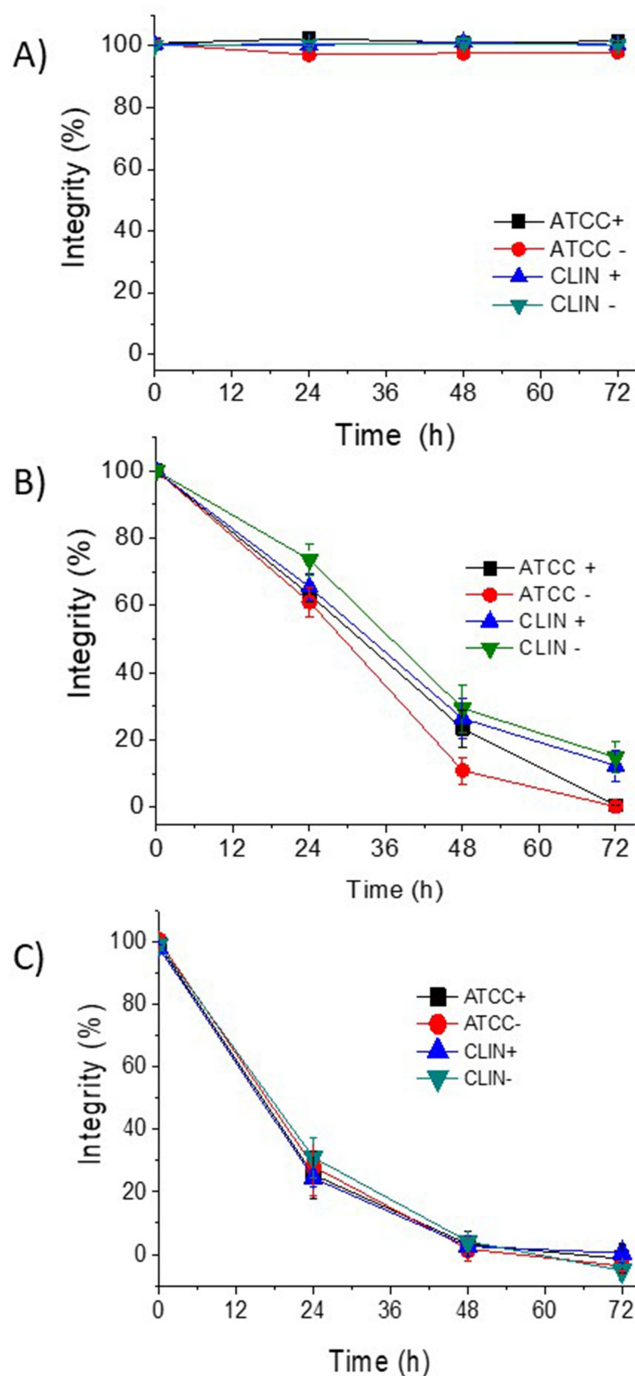 A)
Integrity (%)
100
80
60
40
20
0
ATCC+
ATCC -
CLIN +
CLIN -
0 12 24 36 48 60 72
Time (h)
B)
Integrity (%)
100
80
60
40
20
0
ATCC +
ATCC -
CLIN +
CLIN -
0 12 24 36 48 60 72
Time (h)
C)
Integrity (%)
100
80
60
40
20
0
ATCC+
ATCC-
CLIN+
CLIN-
0 12 24 36 48 60 72
Time (h)